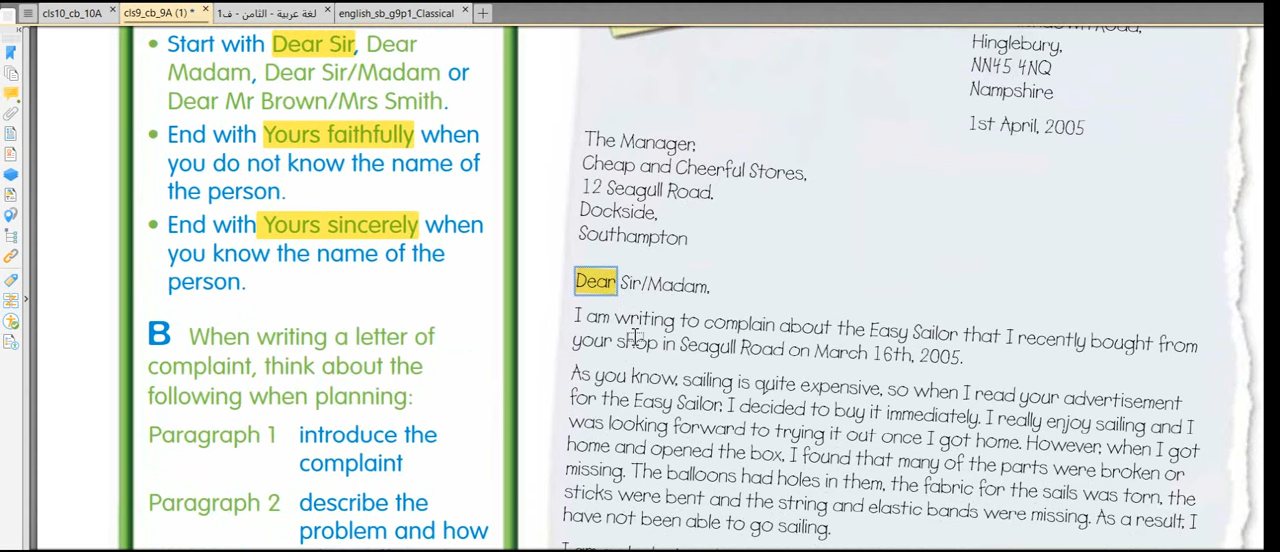 cls10_cb_10A
cls9_cb_9A (1) *
لغة عربية - الثامن - ف1
english_sb_g9p1_Classical
• Start with Dear Sir, Dear
Madam, Dear Sir/Madam or
Dear Mr Brown/Mrs Smith.
• End with Yours faithfully when
you do not know the name of
the person.
• End with Yours sincerely when
you know the name of the
person.
B When writing a letter of
complaint, think about the
following when planning:
Paragraph 1 introduce the
complaint
Paragraph 2 describe the
problem and how
Hinglebury,
NN45 4NQ
Nampshire
1st April, 2005
The Manager,
Cheap and Cheerful Stores,
12 Seagull Road,
Dockside,
Southampton
Dear Sir/Madam,
I am writing to complain about the Easy Sailor that I recently bought from
your shop in Seagull Road on March 16th, 2005.
As you know, sailing is quite expensive, so when I read your advertisement
for the Easy Sailor, I decided to buy it immediately. I really enjoy sailing and I
was looking forward to trying it out once I got home. However, when I got
home and opened the box, I found that many of the parts were broken or
missing. The balloons had holes in them, the fabric for the sails was torn, the
sticks were bent and the string and elastic bands were missing. As a result, I
have not been able to go sailing.